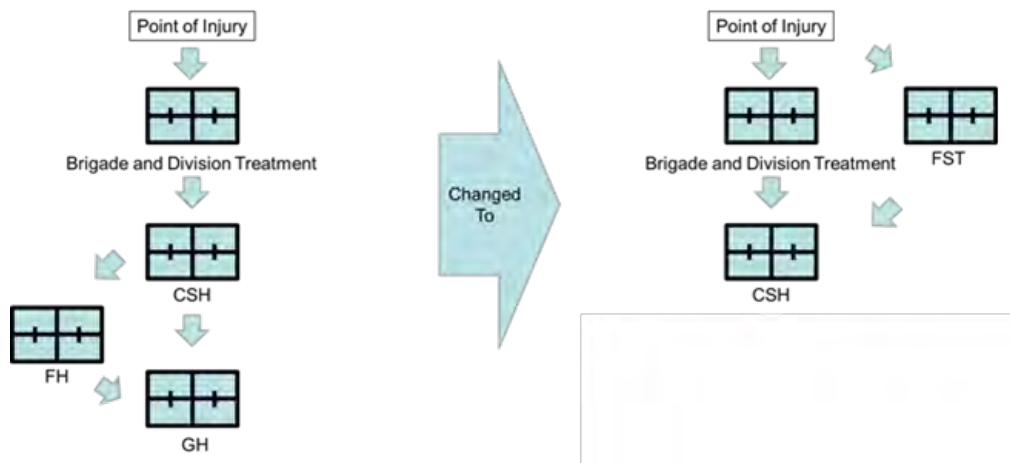 Point of Injury
Brigade and Division Treatment
CSH
FH
GH
Changed
To
Point of Injury
Brigade and Division Treatment
FST
CSH